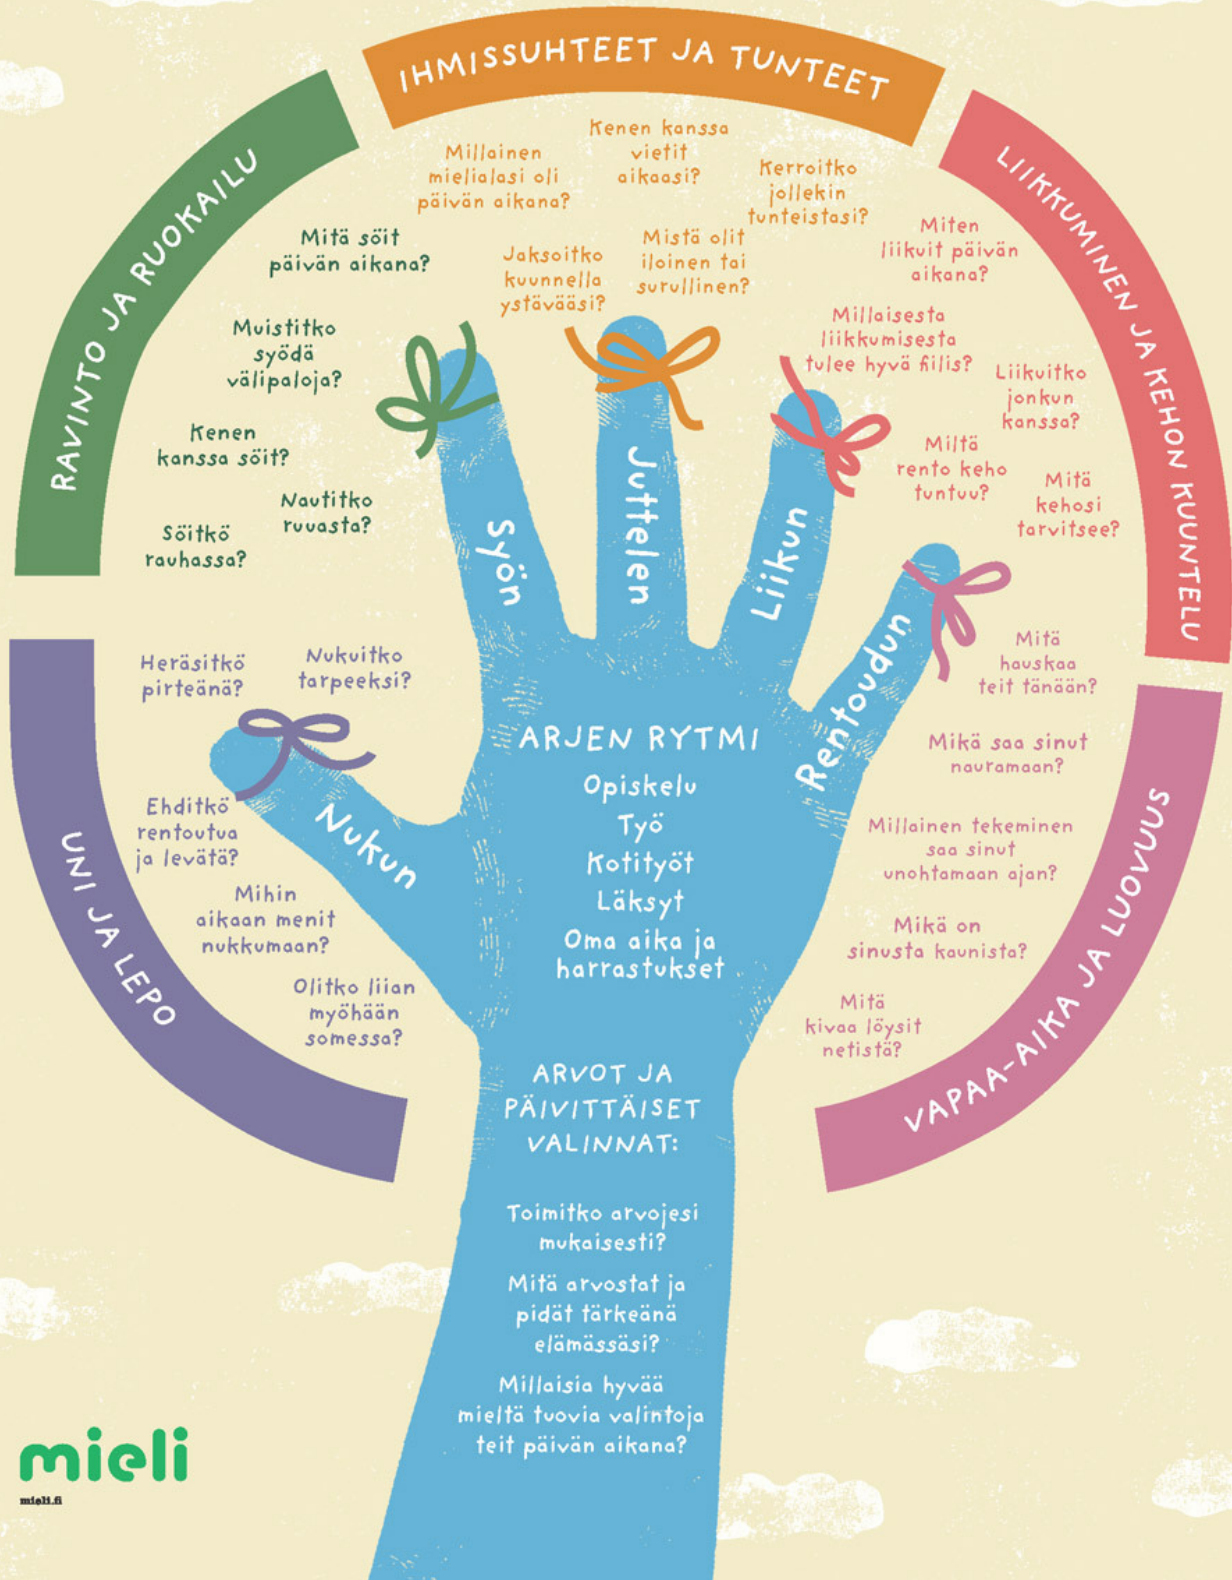 IHMISSUHTEET JA TUNTEET
Millainen
mielialasi oli
päivän aikana?
Kenen kanssa
vietit
aikaasi?
Kerroitko
jollekin
tunteistasi?
Jaksoitko
kuunnella
ystävääsi?
Mistä olit
iloinen tai
surullinen?
RAVINTO JA RUOKAILU
Mitä söit
päivän aikana?
Muistitko
syödä
välipaloja?
Kenen
kanssa söit?
Nautitko
ruuasta?
Söitkö
rauhassa?
LIIKKUMINEN JA KEHON KUUNTELU
Miten
liikuit päivän
aikana?
Millaisesta
liikkumisesta
tulee hyvä fiilis?
Liikuitko
jonkun
kanssa?
Miltä
rento keho
tuntuu?
Mitä
kehosi
tarvitsee?
Syön
Juttelen
Liikun
Rentoudun
Nukun
UNI JA LEPO
Heräsitkö
pirteänä?
Nukuitko
tarpeeksi?
Ehditkö
rentoutua
ja levätä?
Mihin
aikaan menit
nukkumaan?
Olitko liian
myöhään
somessa?
VAPAA-AIKA JA LUOVUUS
Mitä
hauskaa
teit tänään?
Mikä saa sinut
nauramaan?
Millainen tekeminen
saa sinut
unohtamaan ajan?
Mikä on
sinusta kaunista?
Mitä
kivaa löysit
netistä?
ARJEN RYTMI
Opiskelu
Työ
Kotityöt
Läksyt
Oma aika ja
harrastukset
ARVOT JA
PÄIVITTÄISET
VALINNAT:
Toimitko arvojesi
mukaisesti?
Mitä arvostat ja
pidät tärkeänä
elämässäsi?
Millaisia hyvää
mieltä tuovia valintoja
teit päivän aikana?
mieli
mieli.fi